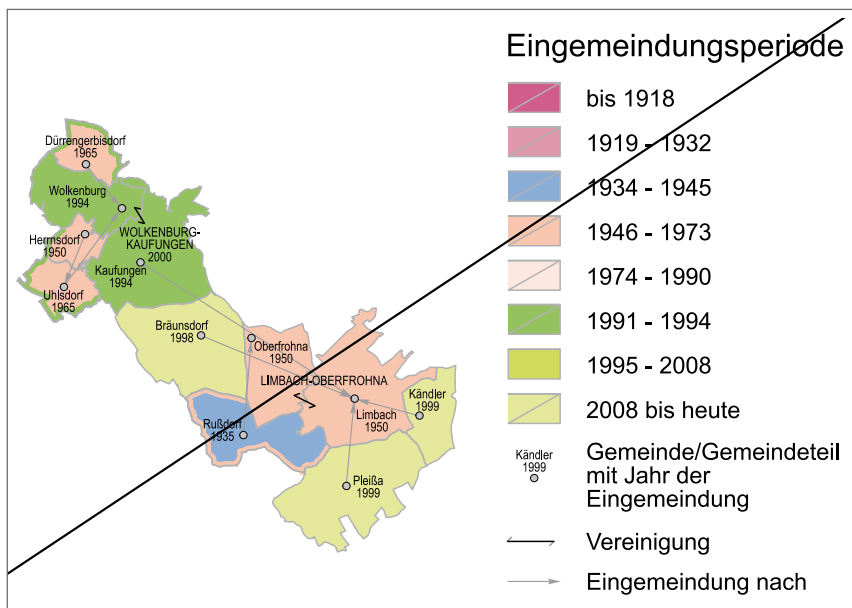 Eingemeindungsperiode
bis 1918
1919 - 1932
1934 - 1945
1946 - 1973
1974 - 1990
1991 - 1994
1995 - 2008
2008 bis heute
Kändler
1999
Gemeinde/Gemeindeteil
mit Jahr der
Eingemeindung
Vereinigung
Eingemeindung nach
Dürrengerbisdorf
1965
Wolkenburg
1994
WOLKENBURG-
KAUFUNGEN
2000
Herrnsdorf
1950
Kaufungen
1994
Uhlsdorf
1965
Bräunsdorf
1998
Oberfrohna
1950
LIMBACH-OBERFROHNA
Limbach
1950
Kändler
1999
Rußdorf
1935
Pleißa
1999